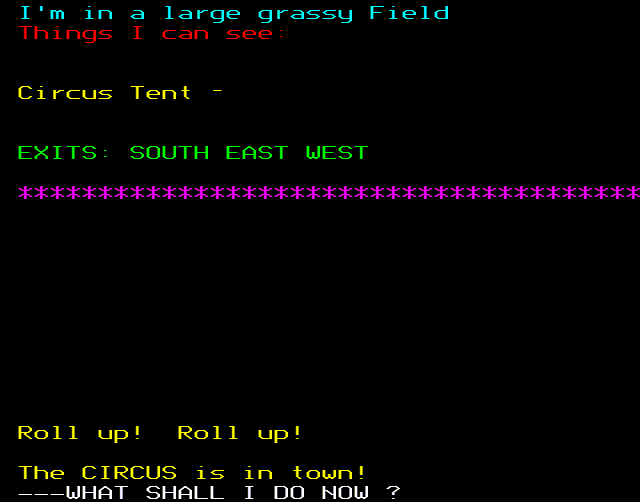 I'm in a large grassy Field
Things I can see:
Circus Tent -
EXITS: SOUTH EAST WEST
***************************************
Roll up!  Roll up!
The CIRCUS is in town!
---WHAT SHALL I DO NOW ?